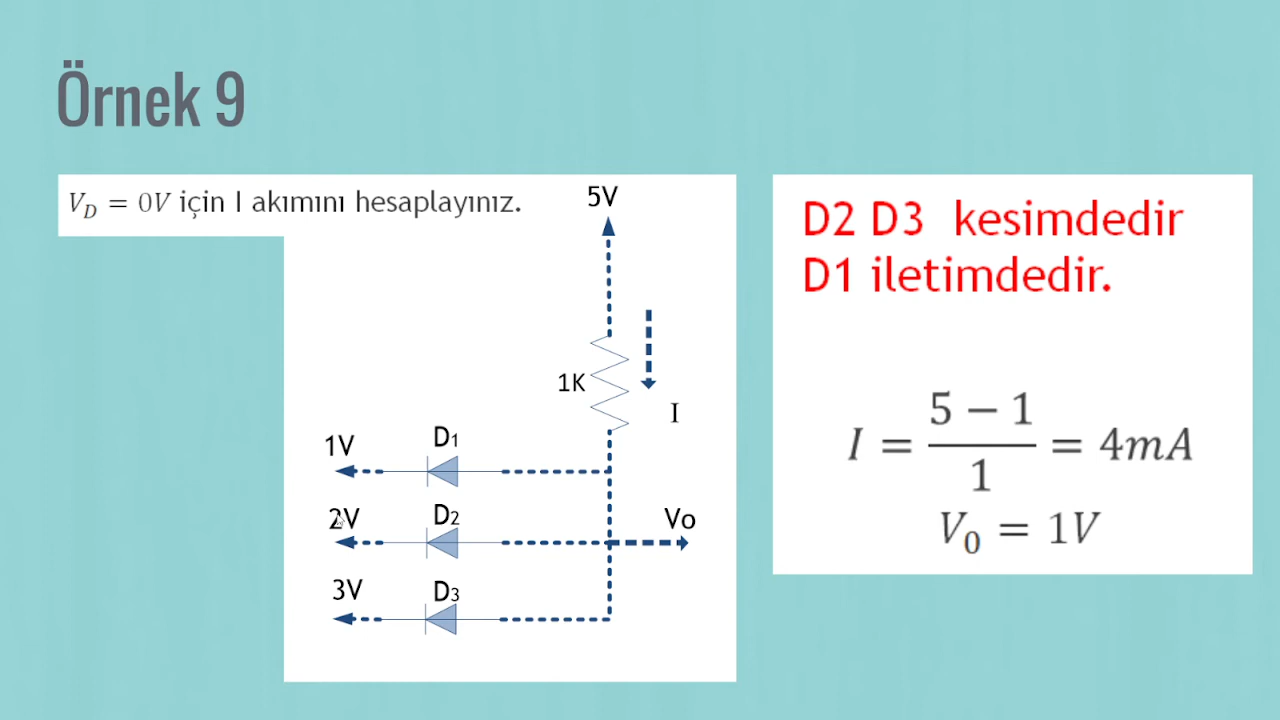 Örnek 9
V_D = 0V için I akımını hesaplayınız.
5V
1K
I
1V
D1
2V
D2
Vo
3V
D3
D2 D3 kesimdedir
D1 iletimdedir.
I = (5 − 1) / 1 = 4mA
V_0 = 1V